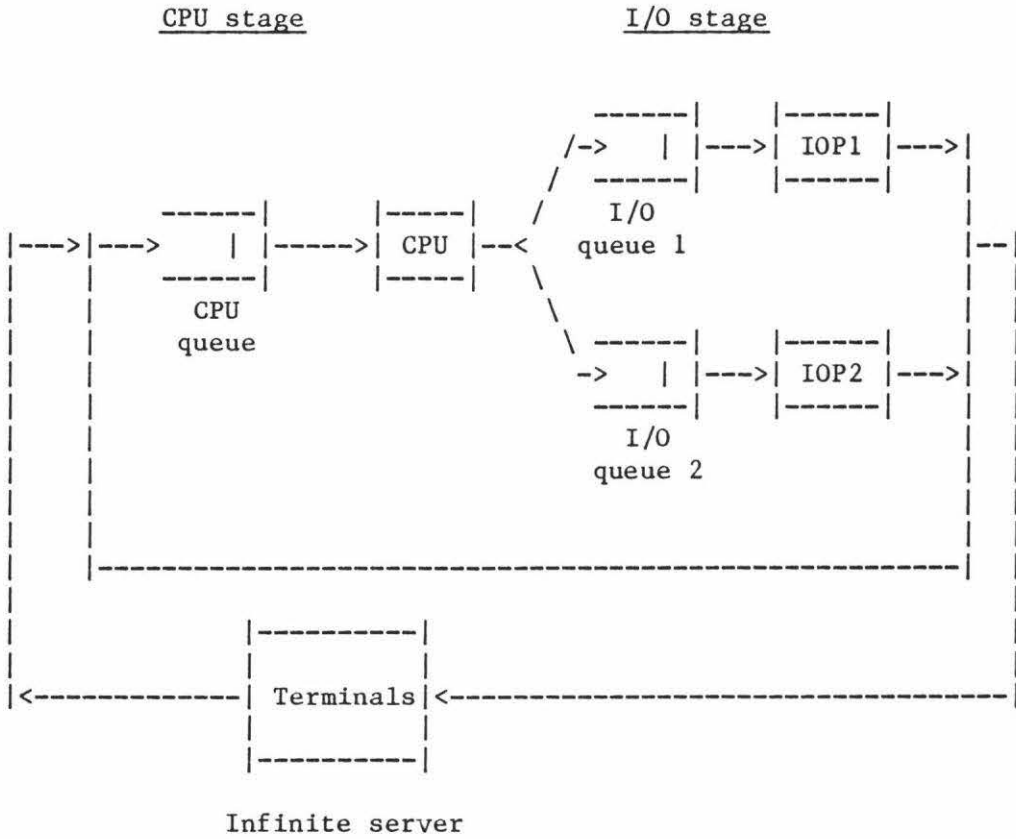 CPU stage
I/O stage
IOP1
I/O
queue 1
CPU
CPU
queue
IOP2
I/O
queue 2
Terminals
Infinite server